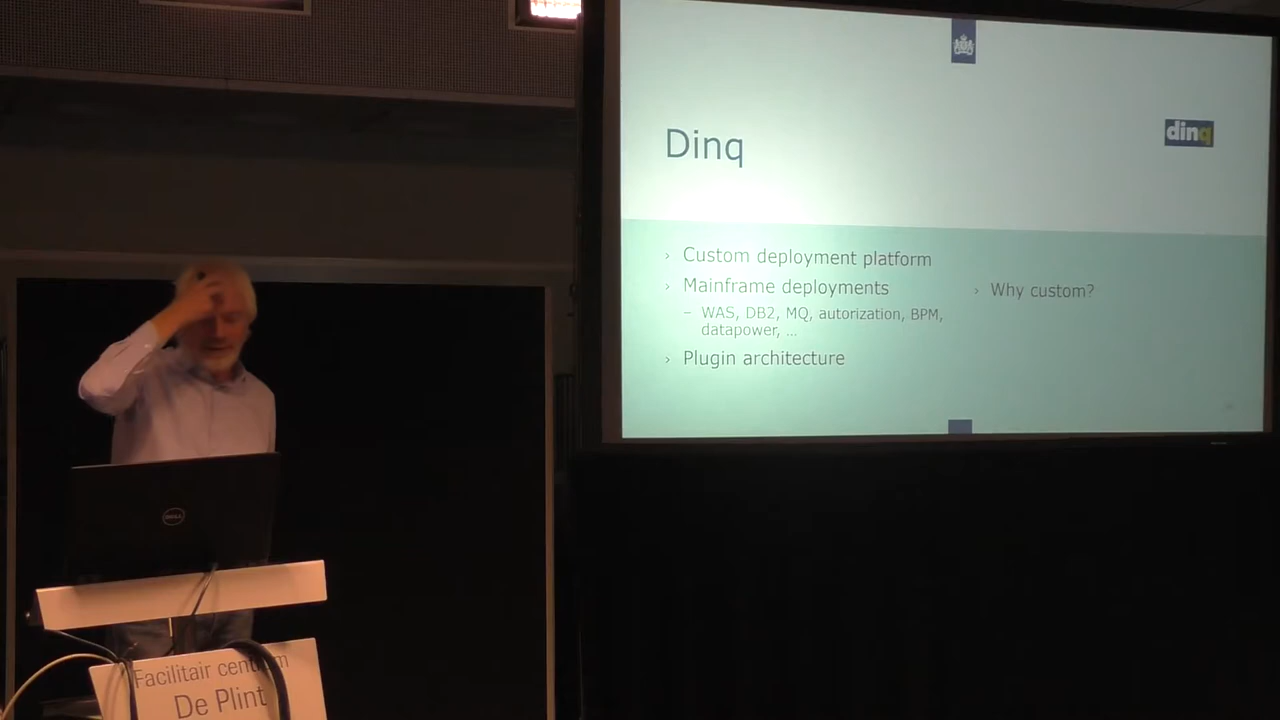 Dinq
dinq
› Custom deployment platform
› Mainframe deployments
– WAS, DB2, MQ, autorization, BPM,
datapower, ...
› Plugin architecture
› Why custom?
DELL
Facilitair centrum
De Plint